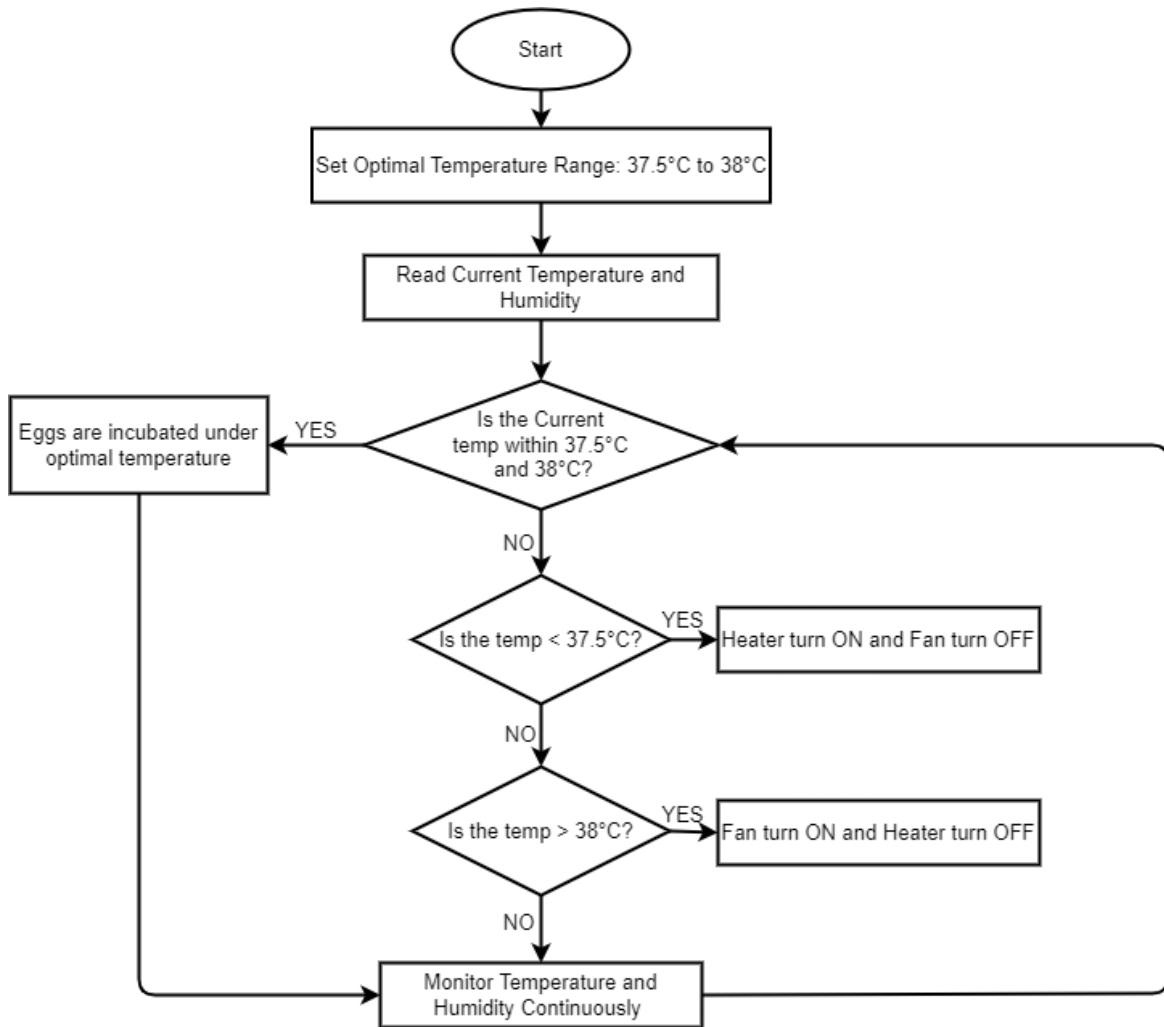 Start
Set Optimal Temperature Range: 37.5°C to 38°C
Read Current Temperature and
Humidity
Is the Current
temp within 37.5°C
and 38°C?
YES
Eggs are incubated under
optimal temperature
NO
Is the temp < 37.5°C?
YES
Heater turn ON and Fan turn OFF
NO
Is the temp > 38°C?
YES
Fan turn ON and Heater turn OFF
NO
Monitor Temperature and
Humidity Continuously